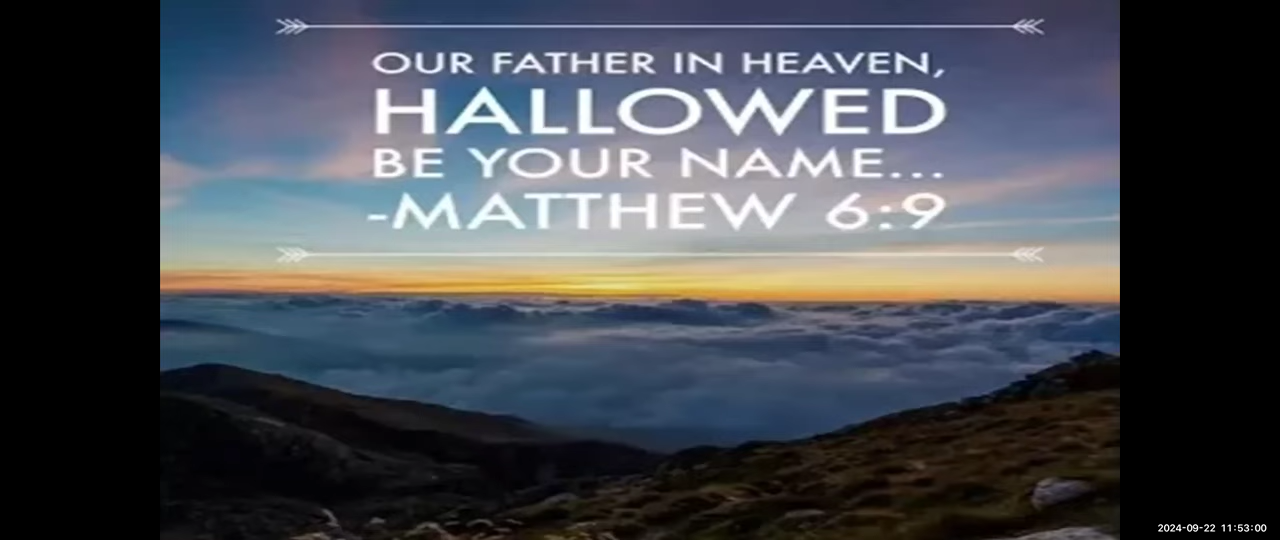 OUR FATHER IN HEAVEN,
HALLOWED
BE YOUR NAME...
-MATTHEW 6:9
2024-09-22 11:53:00